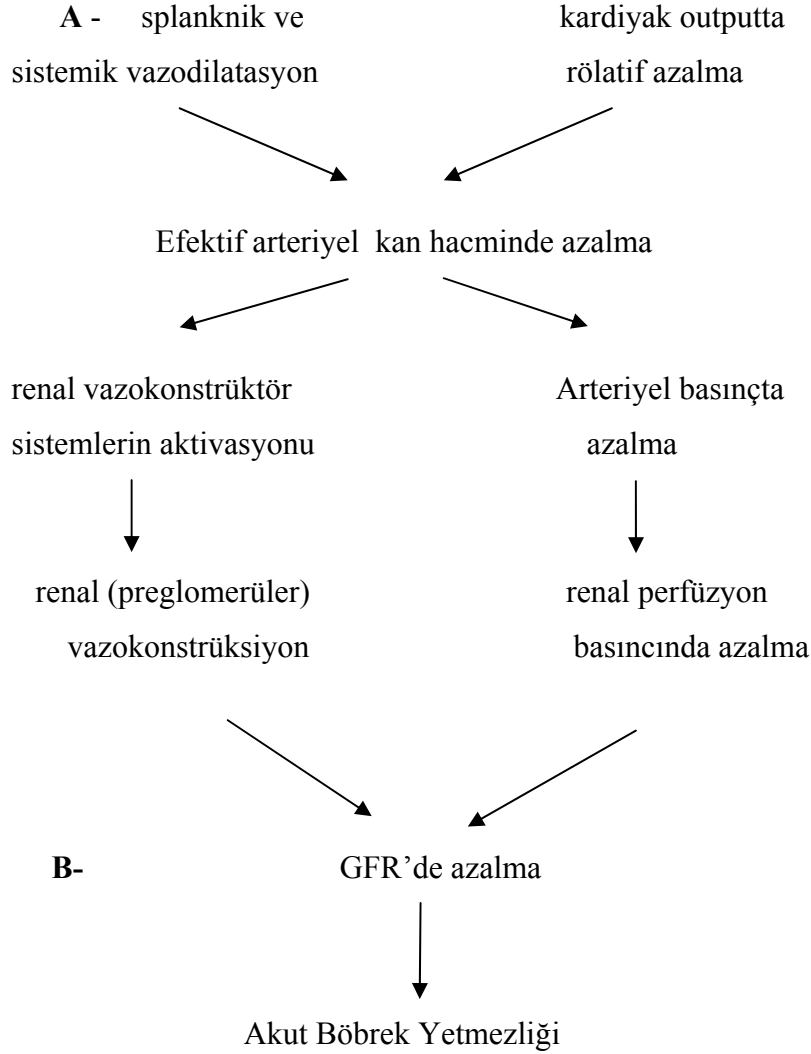 A - splanknik ve
sistemik vazodilatasyon
kardiyak outputta
rölatif azalma
Efektif arteriyel kan hacminde azalma
renal vazokonstrüktör
sistemlerin aktivasyonu
Arteriyel basınçta
azalma
renal (preglomerüler)
vazokonstrüksiyon
renal perfüzyon
basıncında azalma
B- GFR’de azalma
Akut Böbrek Yetmezliği